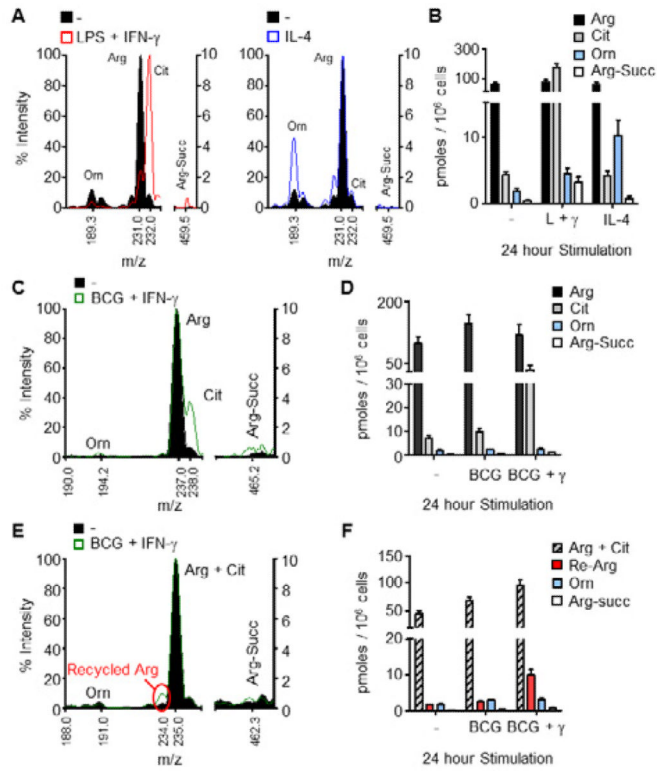 A
-
LPS + IFN-γ
Arg
Cit
Orn
Arg-Succ
% Intensity
100
80
60
40
20
0
10
8
6
4
2
0
189.3
231.0
232.0
459.5
m/z
-
IL-4
Arg
Orn
Cit
Arg-Succ
100
80
60
40
20
0
10
8
6
4
2
0
189.3
231.0
232.0
459.5
m/z
B
Arg
Cit
Orn
Arg-Succ
pmoles / 10⁶ cells
300
100
10
5
0
- L + γ IL-4
24 hour Stimulation
C
-
BCG + IFN-γ
Arg
Cit
Orn
Arg-Succ
% Intensity
100
80
60
40
20
0
10
8
6
4
2
0
190.0
194.2
237.0
238.0
465.2
m/z
D
Arg
Cit
Orn
Arg-Succ
pmoles / 10⁶ cells
200
50
30
20
10
0
- BCG BCG + γ
24 hour Stimulation
E
-
BCG + IFN-γ
Arg + Cit
Recycled Arg
Orn
Arg-Succ
% Intensity
100
80
60
40
20
0
10
8
6
4
2
0
188.0
191.0
234.0
235.0
462.3
m/z
F
Arg + Cit
Re-Arg
Orn
Arg-succ
pmoles / 10⁶ cells
150
100
50
20
10
0
- BCG BCG + γ
24 hour Stimulation